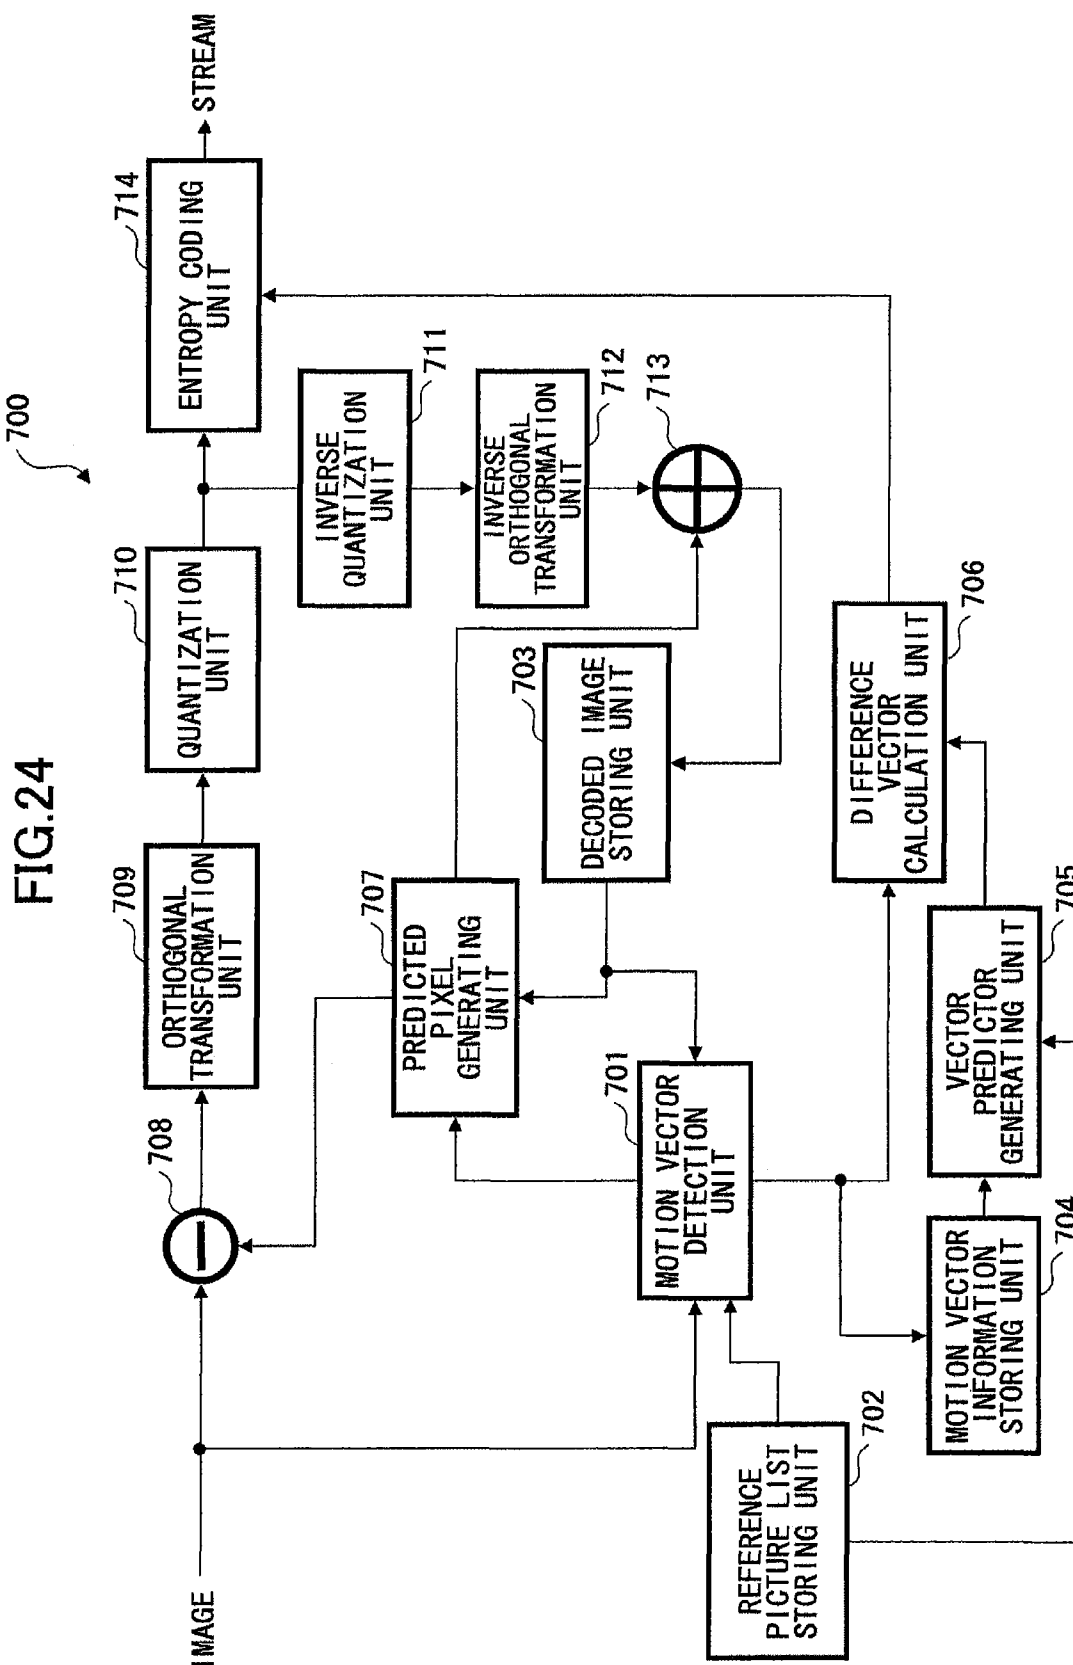 FIG.24
700
IMAGE
708
709
ORTHOGONAL
TRANSFORMATION
UNIT
710
QUANTIZATION
UNIT
714
ENTROPY CODING
UNIT
STREAM
707
PREDICTED
PIXEL
GENERATING
UNIT
711
INVERSE
QUANTIZATION
UNIT
712
INVERSE
ORTHOGONAL
TRANSFORMATION
UNIT
713
703
DECODED IMAGE
STORING UNIT
701
MOTION VECTOR
DETECTION
UNIT
702
REFERENCE
PICTURE LIST
STORING UNIT
706
DIFFERENCE
VECTOR
CALCULATION UNIT
704
MOTION VECTOR
INFORMATION
STORING UNIT
705
VECTOR
PREDICTOR
GENERATING UNIT